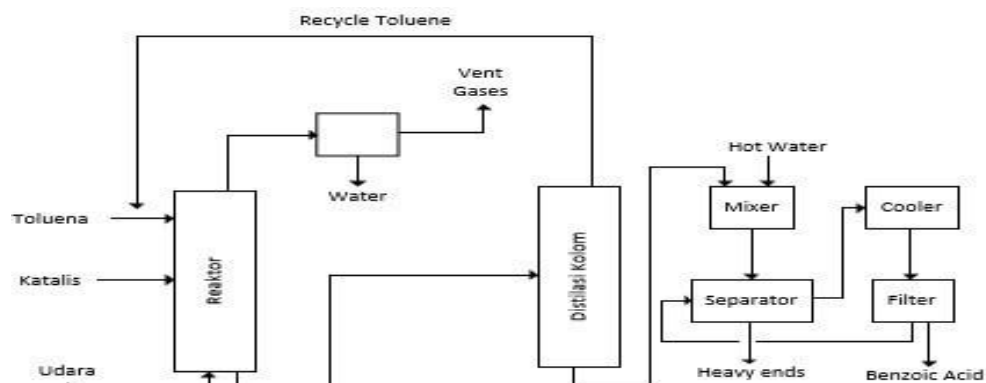 Recycle Toluene
Vent
Gases
Hot Water
Water
Mixer
Cooler
Toluena
Reaktor
Distilasi Kolom
Katalis
Separator
Filter
Udara
Heavy ends
Benzoic Acid